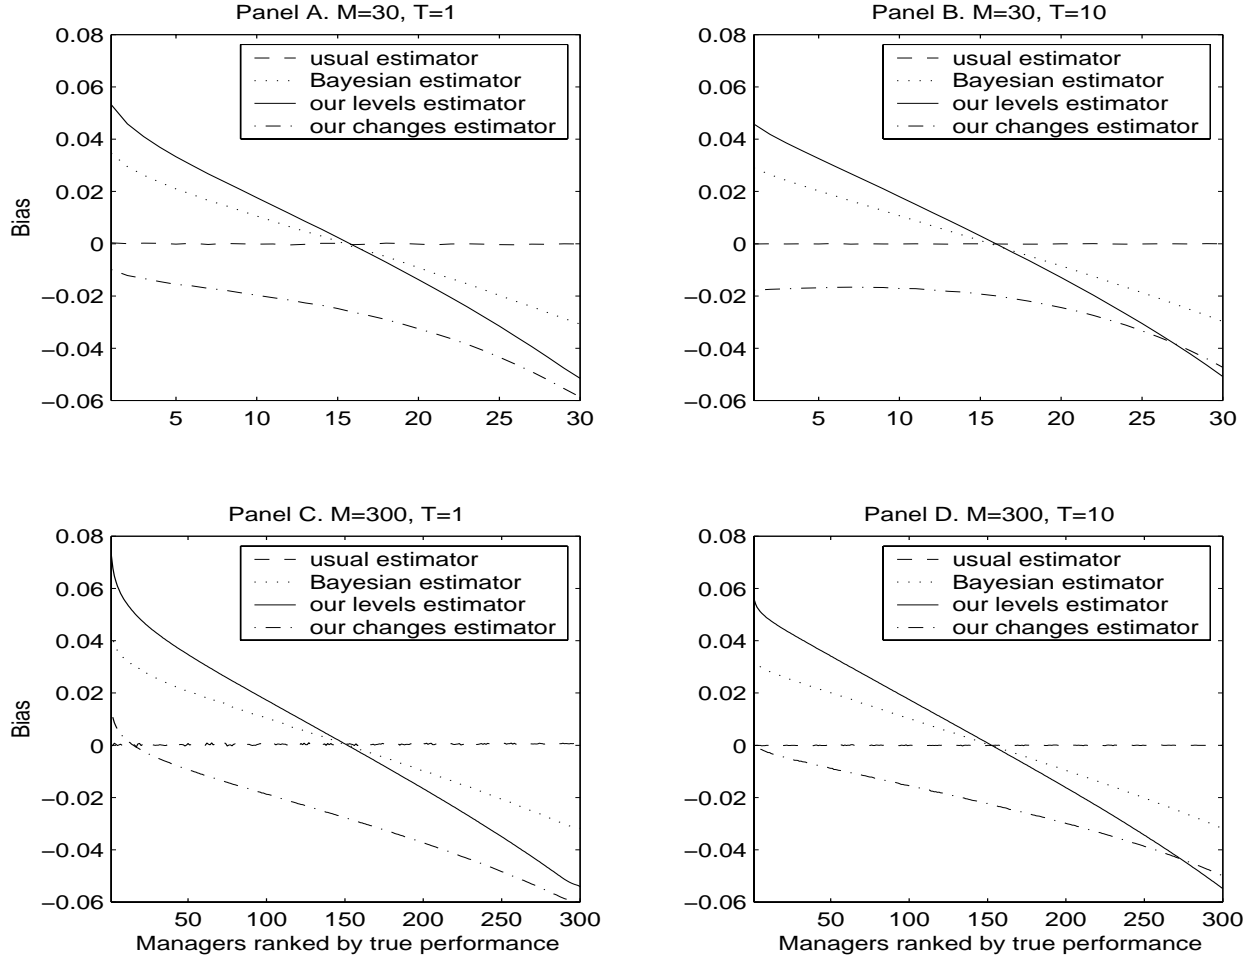 Panel A. M=30, T=1
0.08
0.06
0.04
0.02
0
−0.02
−0.04
−0.06
Bias
usual estimator
Bayesian estimator
our levels estimator
our changes estimator
5
10
15
20
25
30
Panel B. M=30, T=10
0.08
0.06
0.04
0.02
0
−0.02
−0.04
−0.06
usual estimator
Bayesian estimator
our levels estimator
our changes estimator
5
10
15
20
25
30
Panel C. M=300, T=1
0.08
0.06
0.04
0.02
0
−0.02
−0.04
−0.06
Bias
usual estimator
Bayesian estimator
our levels estimator
our changes estimator
50
100
150
200
250
300
Managers ranked by true performance
Panel D. M=300, T=10
0.08
0.06
0.04
0.02
0
−0.02
−0.04
−0.06
usual estimator
Bayesian estimator
our levels estimator
our changes estimator
50
100
150
200
250
300
Managers ranked by true performance